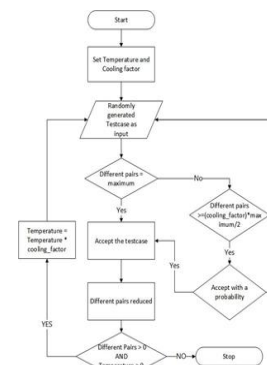 Start
Set Temperature and
Cooling factor
Randomly
generated
Testcase as
input
Different pairs =
maximum
No
Different pairs
>=(cooling_factor)*max
imum/2
Yes
Yes
Temperature =
Temperature *
cooling_factor
Accept the testcase
Yes
Accept with a
probability
Different pairs reduced
YES
Different Pairs > 0
AND
NO
Stop